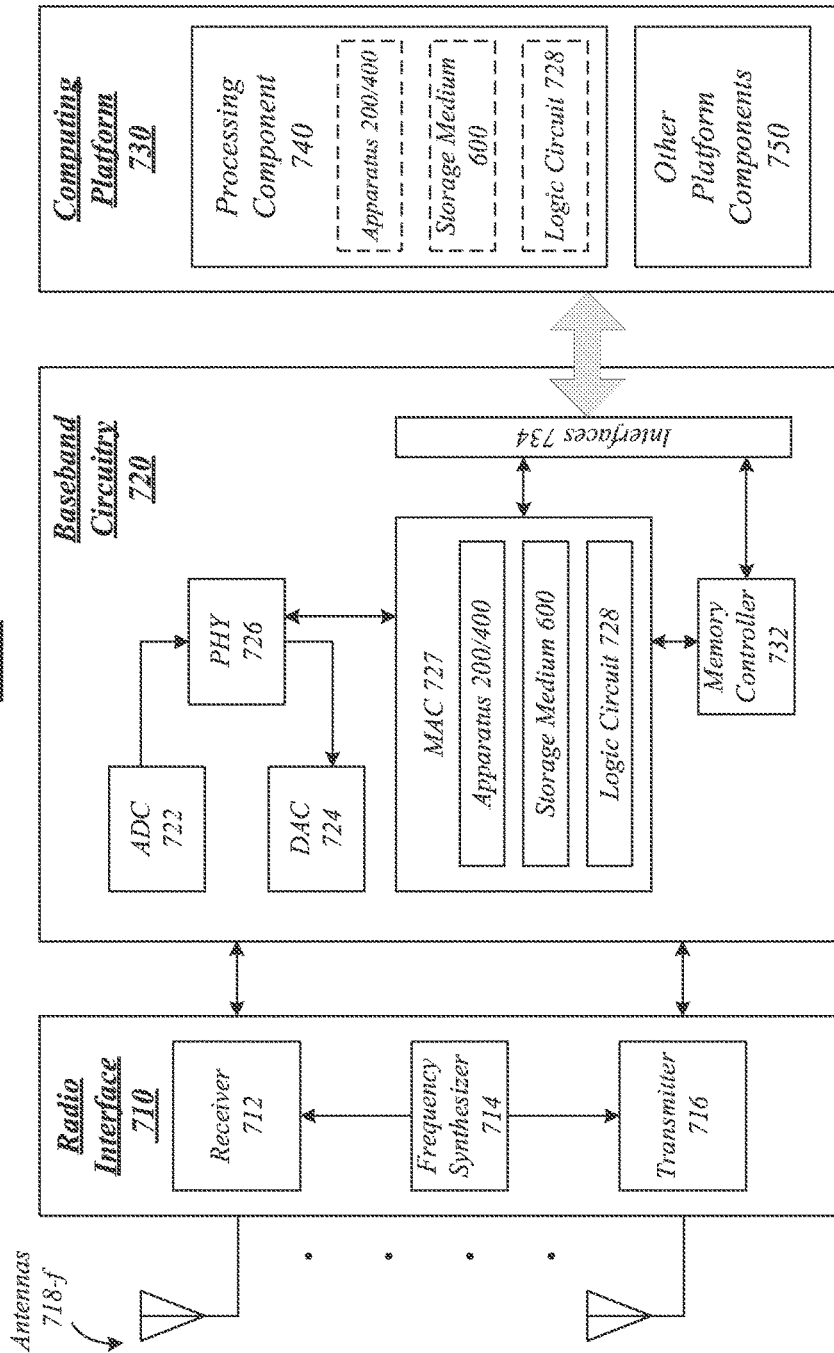 Antennas
718-f
Radio
Interface
710
Receiver
712
Frequency
Synthesizer
714
Transmitter
716
Baseband
Circuitry
720
ADC
722
PHY
726
DAC
724
MAC 727
Apparatus 200/400
Storage Medium 600
Logic Circuit 728
Interfaces 734
Memory
Controller
732
Computing
Platform
730
Processing
Component
740
Apparatus 200/400
Storage Medium
600
Logic Circuit 728
Other
Platform
Components
750